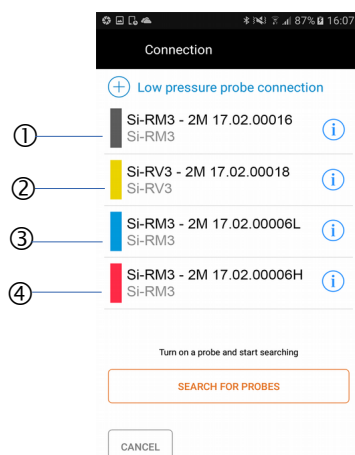 87% 16:07
Connection
Low pressure probe connection
① Si-RM3 - 2M 17.02.00016
Si-RM3
② Si-RV3 - 2M 17.02.00018
Si-RV3
③ Si-RM3 - 2M 17.02.00006L
Si-RM3
④ Si-RM3 - 2M 17.02.00006H
Si-RM3
Turn on a probe and start searching
SEARCH FOR PROBES
CANCEL